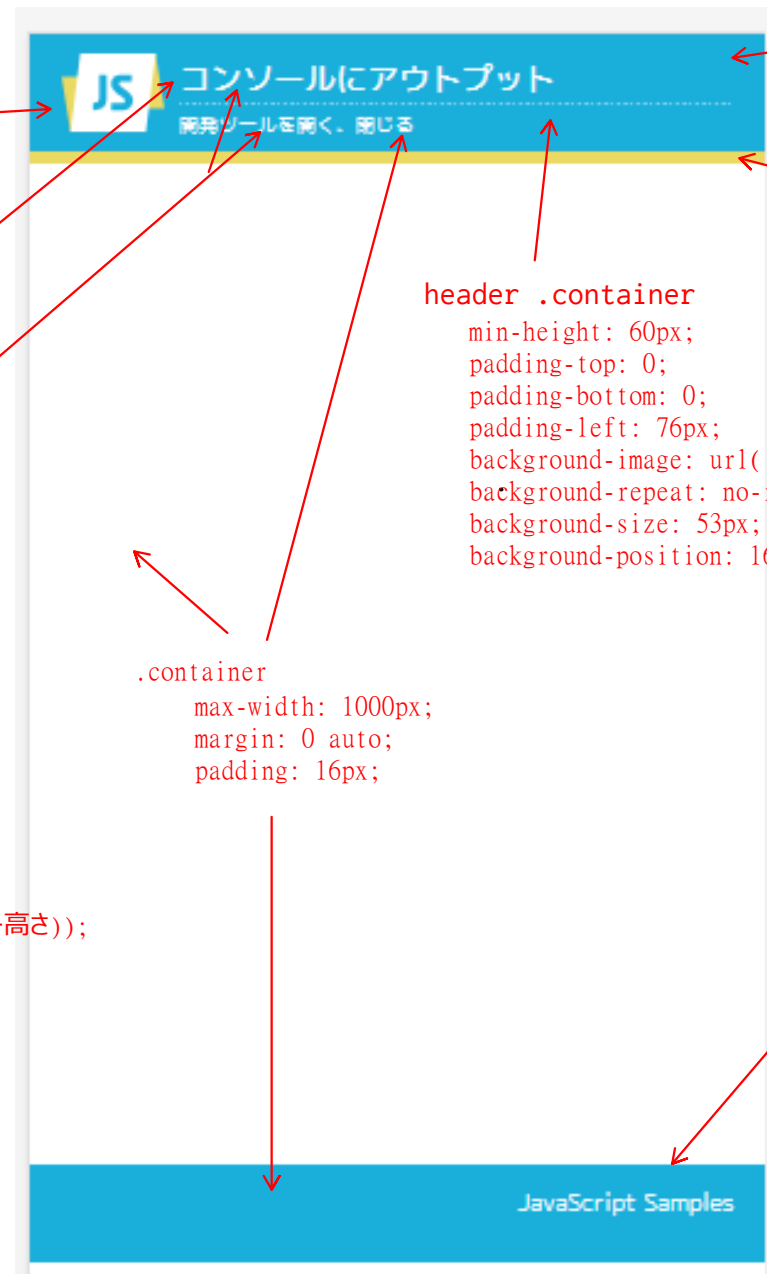 JS
コンソールにアウトプット
開発ツールを開く、閉じる
header .container
min-height: 60px;
padding-top: 0;
padding-bottom: 0;
padding-left: 76px;
background-image: url(
background-repeat: no-
background-size: 53px;
background-position: 16
.container
max-width: 1000px;
margin: 0 auto;
padding: 16px;
高さ));
JavaScript Samples